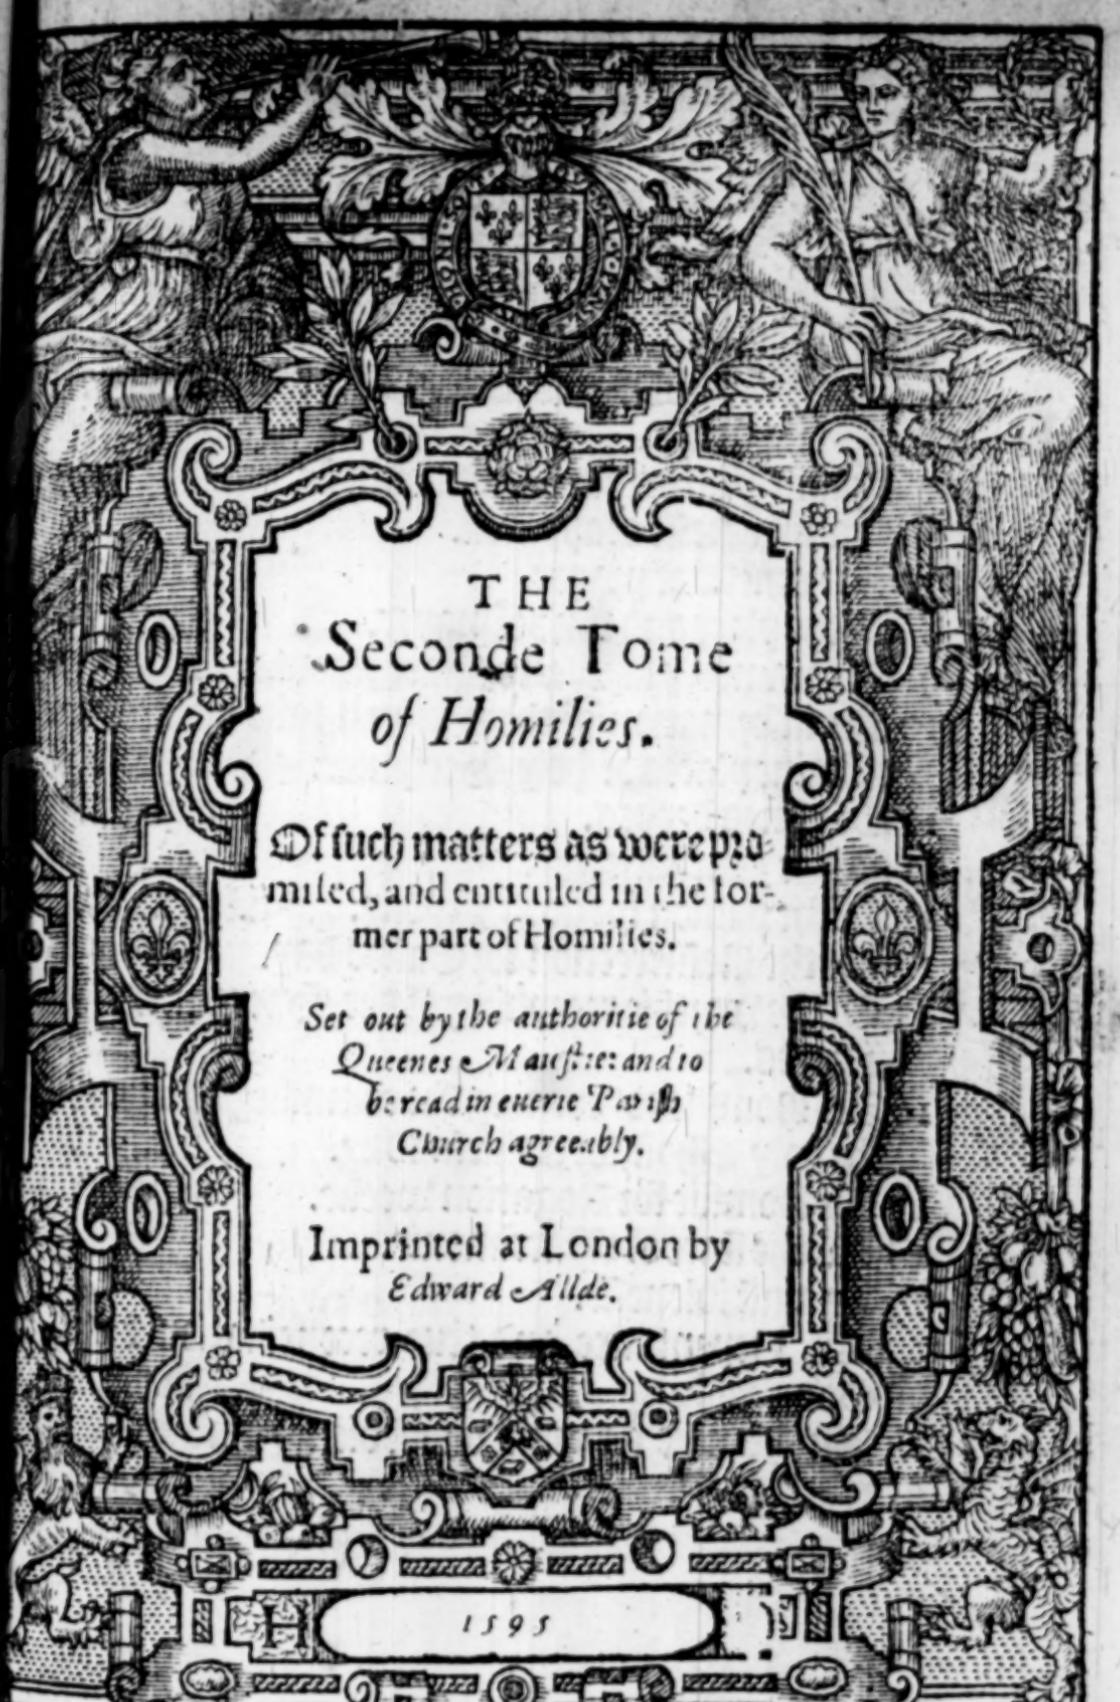 THE
Seconde Tome
of Homilies.
Of such matters as were pro
mised, and entituled in the for-
mer part of Homilies.
Set out by the authoritie of the
Queenes Maiestie: and to
be read in euerie Parish
Church agreeably.
Imprinted at London by
Edward Allde.
H
1595